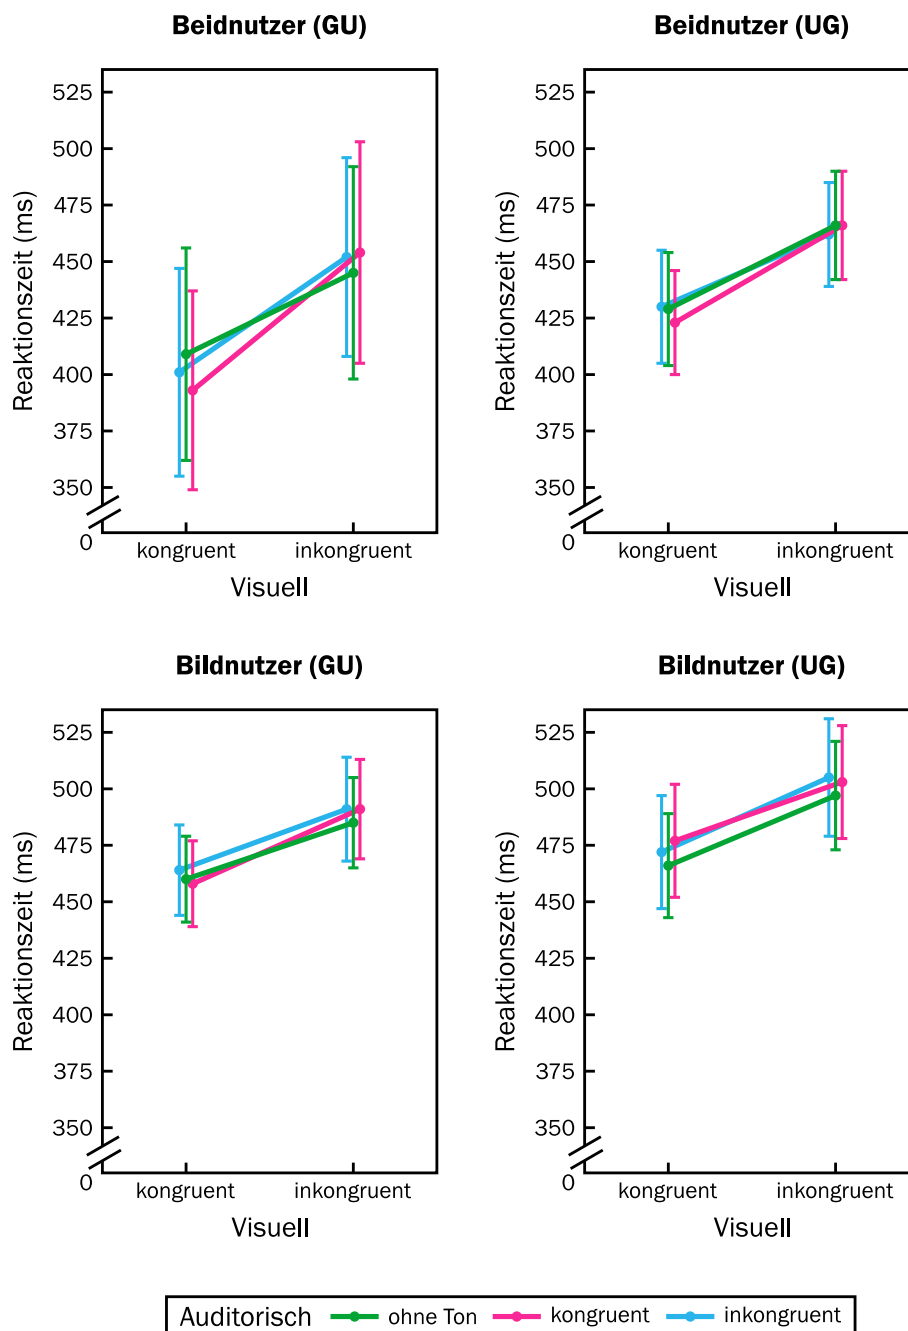 Beidnutzer (GU)
Beidnutzer (UG)
Reaktionszeit (ms)
525
500
475
450
425
400
375
350
0
kongruent inkongruent
Visuell
Reaktionszeit (ms)
525
500
475
450
425
400
375
350
0
kongruent inkongruent
Visuell
Bildnutzer (GU)
Bildnutzer (UG)
Reaktionszeit (ms)
525
500
475
450
425
400
375
350
0
kongruent inkongruent
Visuell
Reaktionszeit (ms)
525
500
475
450
425
400
375
350
0
kongruent inkongruent
Visuell
Auditorisch ohne Ton kongruent inkongruent